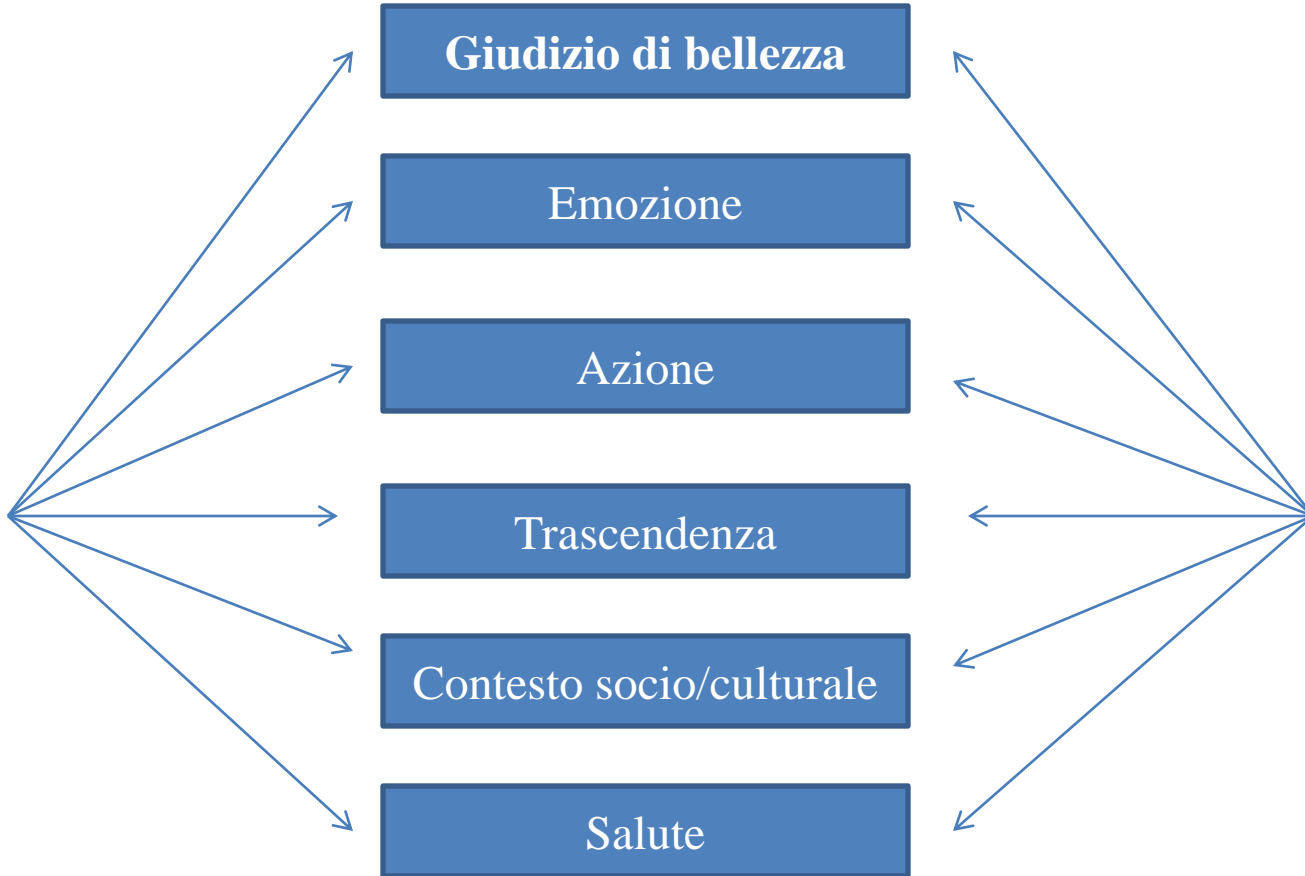 Giudizio di bellezza
Emozione
Azione
Trascendenza
Contesto socio/culturale
Salute